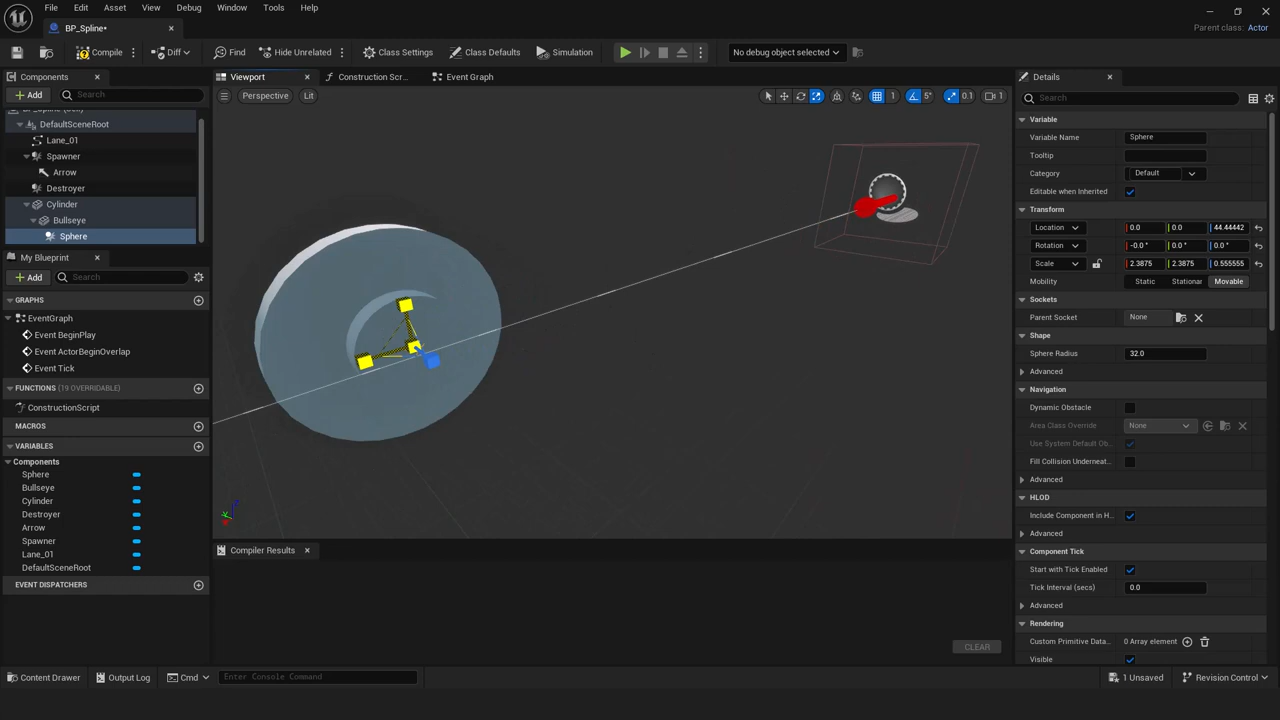 File Edit Asset View Debug Window Tools Help
BP_Spline•
Parent class: Actor
Compile Diff Find Hide Unrelated Class Settings Class Defaults Simulation No debug object selected
Components
Add Search
DefaultSceneRoot
Lane_01
Spawner
Arrow
Destroyer
Cylinder
Bullseye
Sphere
My Blueprint
Add Search
GRAPHS
EventGraph
Event BeginPlay
Event ActorBeginOverlap
Event Tick
FUNCTIONS (19 OVERRIDABLE)
ConstructionScript
MACROS
VARIABLES
Components
Sphere
Bullseye
Cylinder
Destroyer
Arrow
Spawner
Lane_01
DefaultSceneRoot
EVENT DISPATCHERS
Viewport Construction Scr... Event Graph
Perspective Lit 1 5° 0.1 1
Compiler Results
CLEAR
Details
Search
Variable
Variable Name Sphere
Tooltip
Category Default
Editable when Inherited
Transform
Location 0.0 0.0 44.44442
Rotation -0.0 ° 0.0 ° 0.0 °
Scale 2.3875 2.3875 0.555555
Mobility Static Stationar Movable
Sockets
Parent Socket None
Shape
Sphere Radius 32.0
Advanced
Navigation
Dynamic Obstacle
Area Class Override None
Use System Default Ob...
Fill Collision Underneat...
Advanced
HLOD
Include Component in H...
Advanced
Component Tick
Start with Tick Enabled
Tick Interval (secs) 0.0
Advanced
Rendering
Custom Primitive Data... 0 Array element
Visible
Content Drawer Output Log Cmd Enter Console Command 1 Unsaved Revision Control